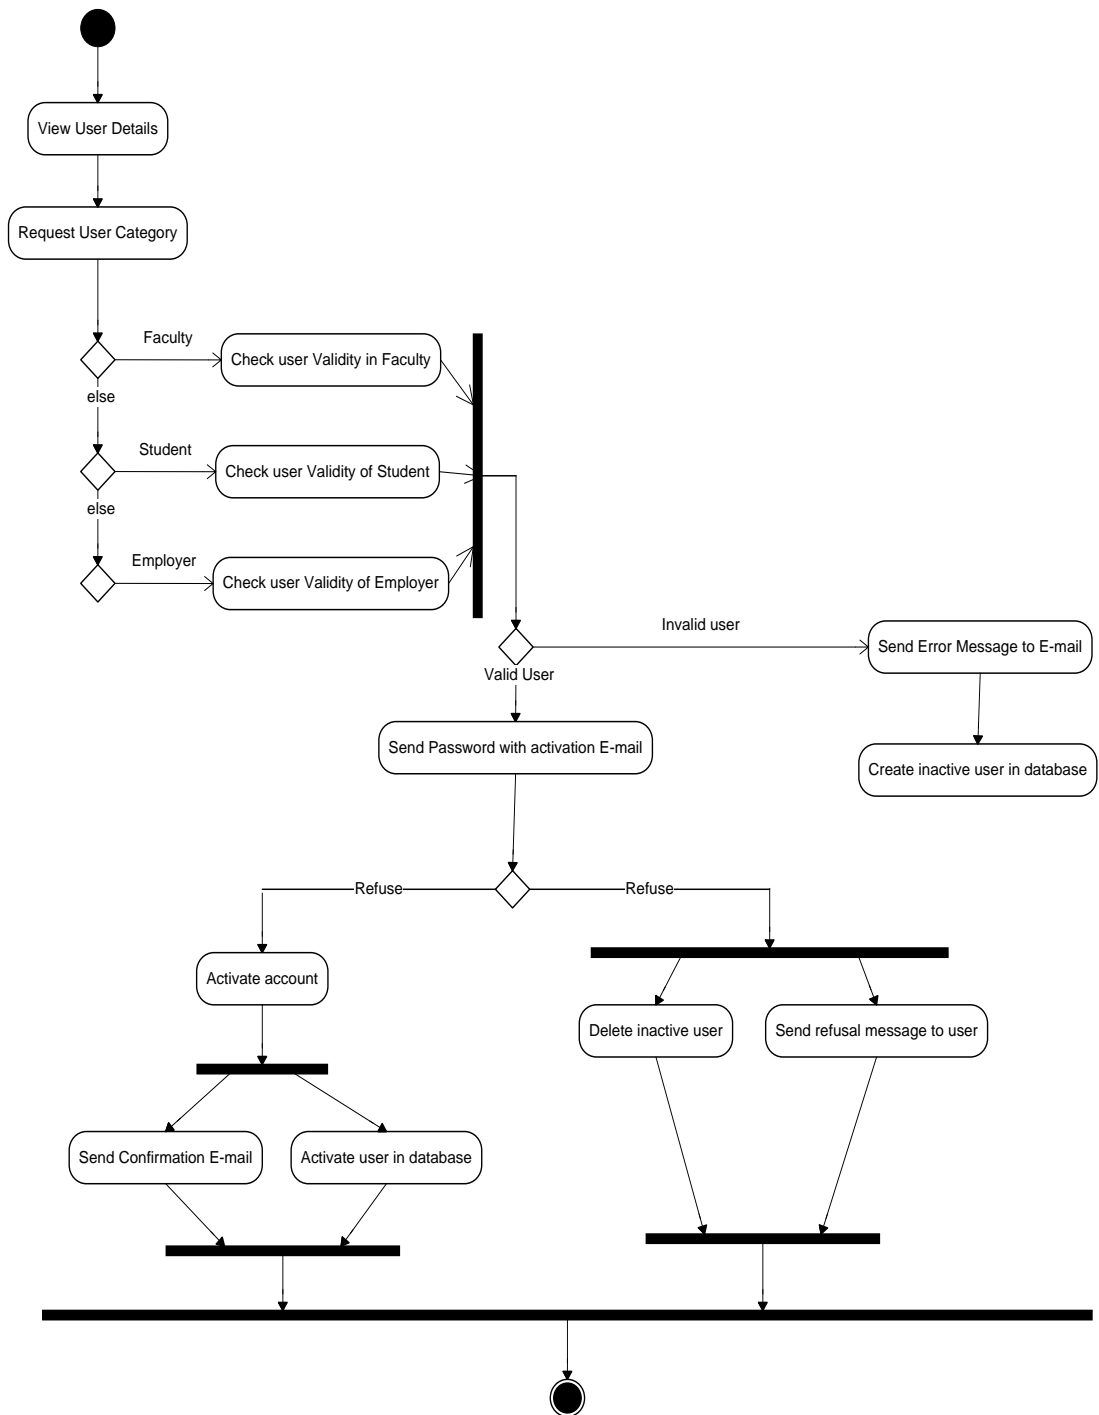 View User Details
Request User Category
Faculty
Check user Validity in Faculty
else
Student
Check user Validity of Student
else
Employer
Check user Validity of Employer
Invalid user
Send Error Message to E-mail
Valid User
Send Password with activation E-mail
Create inactive user in database
Refuse
Refuse
Activate account
Delete inactive user
Send refusal message to user
Send Confirmation E-mail
Activate user in database